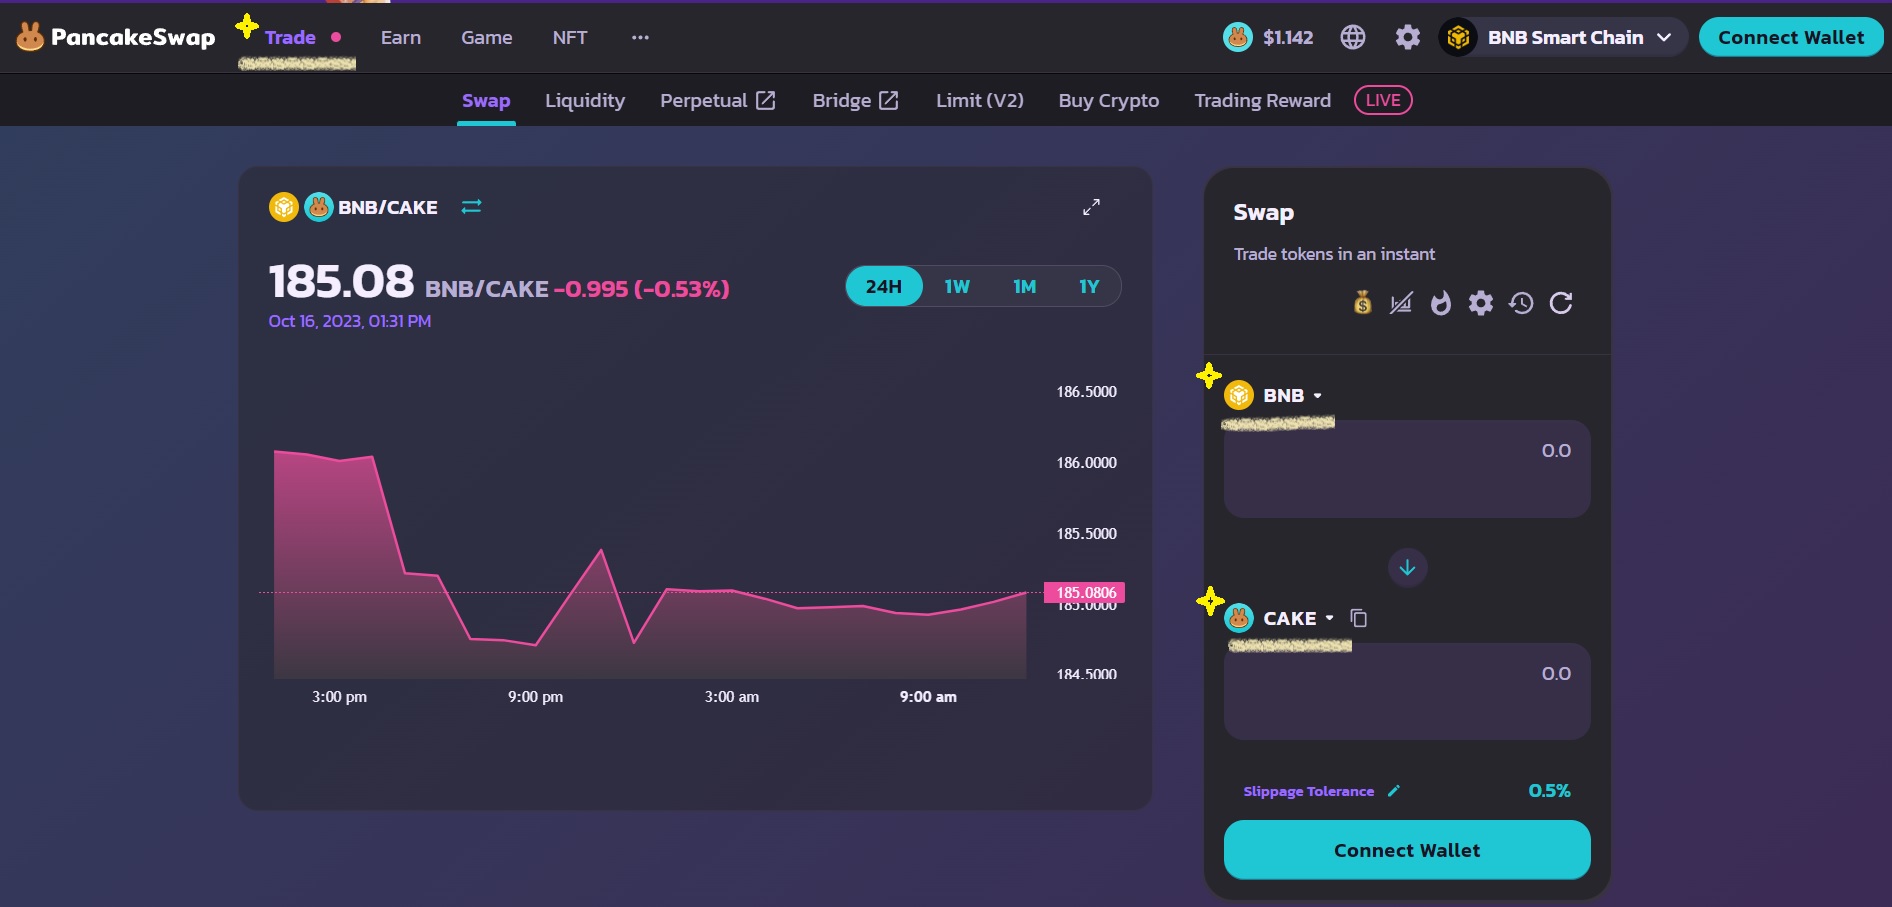 PancakeSwap Trade Earn Game NFT $1.142 BNB Smart Chain Connect Wallet
Swap Liquidity Perpetual Bridge Limit (V2) Buy Crypto Trading Reward LIVE
BNB/CAKE
185.08 BNB/CAKE -0.995 (-0.53%)
Oct 16, 2023, 01:31 PM
24H 1W 1M 1Y
186.5000
186.0000
185.5000
185.0806
185.0000
184.5000
3:00 pm 9:00 pm 3:00 am 9:00 am
Swap
Trade tokens in an instant
BNB
0.0
CAKE
0.0
Slippage Tolerance 0.5%
Connect Wallet